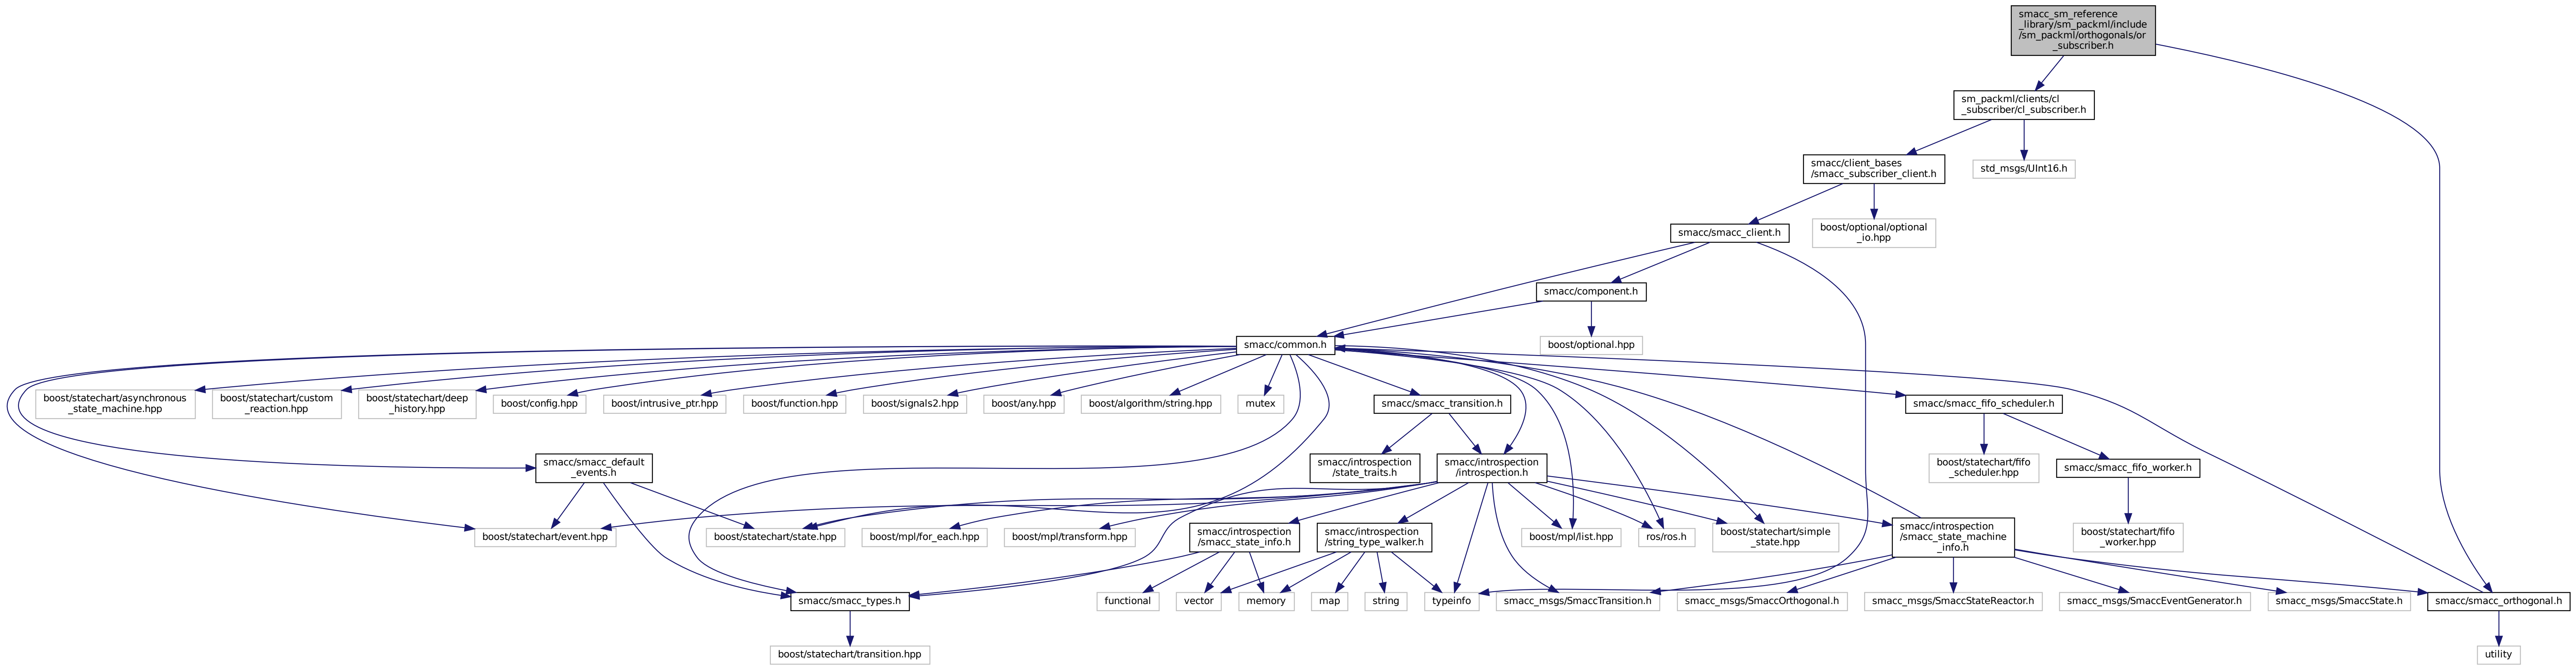 smacc_sm_reference
_library/sm_packml/include
/sm_packml/orthogonals/or
_subscriber.h
sm_packml/clients/cl
_subscriber/cl_subscriber.h
smacc/client_bases
/smacc_subscriber_client.h
std_msgs/UInt16.h
smacc/smacc_client.h
boost/optional/optional
_io.hpp
smacc/component.h
smacc/common.h
boost/optional.hpp
boost/statechart/asynchronous
_state_machine.hpp
boost/statechart/custom
_reaction.hpp
boost/statechart/deep
_history.hpp
boost/config.hpp
boost/intrusive_ptr.hpp
boost/function.hpp
boost/signals2.hpp
boost/any.hpp
boost/algorithm/string.hpp
mutex
smacc/smacc_transition.h
smacc/smacc_fifo_scheduler.h
smacc/smacc_default
_events.h
smacc/introspection
/state_traits.h
smacc/introspection
/introspection.h
boost/statechart/fifo
_scheduler.hpp
smacc/smacc_fifo_worker.h
boost/statechart/event.hpp
boost/statechart/state.hpp
boost/mpl/for_each.hpp
boost/mpl/transform.hpp
smacc/introspection
/smacc_state_info.h
smacc/introspection
/string_type_walker.h
boost/mpl/list.hpp
ros/ros.h
boost/statechart/simple
_state.hpp
smacc/introspection
/smacc_state_machine
_info.h
boost/statechart/fifo
_worker.hpp
smacc/smacc_types.h
functional
vector
memory
map
string
typeinfo
smacc_msgs/SmaccTransition.h
smacc_msgs/SmaccOrthogonal.h
smacc_msgs/SmaccStateReactor.h
smacc_msgs/SmaccEventGenerator.h
smacc_msgs/SmaccState.h
smacc/smacc_orthogonal.h
boost/statechart/transition.hpp
utility